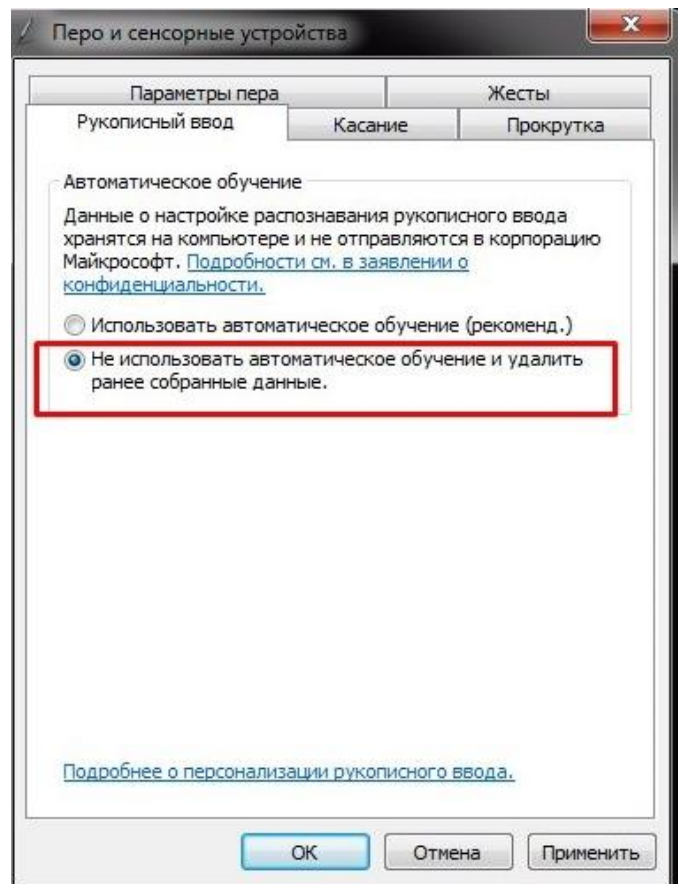 Перо и сенсорные устройства
Параметры пера
Жесты
Рукописный ввод
Касание
Прокрутка
Автоматическое обучение
Данные о настройке распознавания рукописного ввода
хранятся на компьютере и не отправляются в корпорацию
Майкрософт. Подробности см. в заявлении о
конфиденциальности.
Использовать автоматическое обучение (рекоменд.)
Не использовать автоматическое обучение и удалить
ранее собранные данные.
Подробнее о персонализации рукописного ввода.
ОК
Отмена
Применить